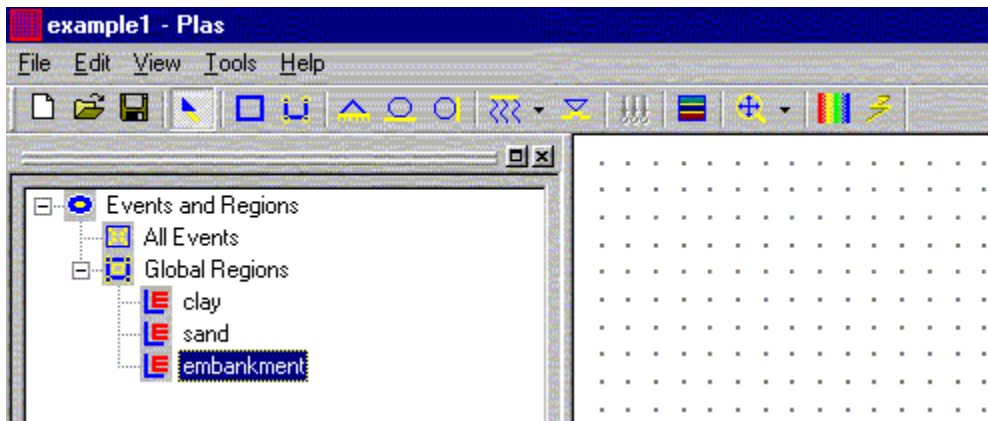 example1 - Plas
File Edit View Tools Help
Events and Regions
All Events
Global Regions
clay
sand
embankment